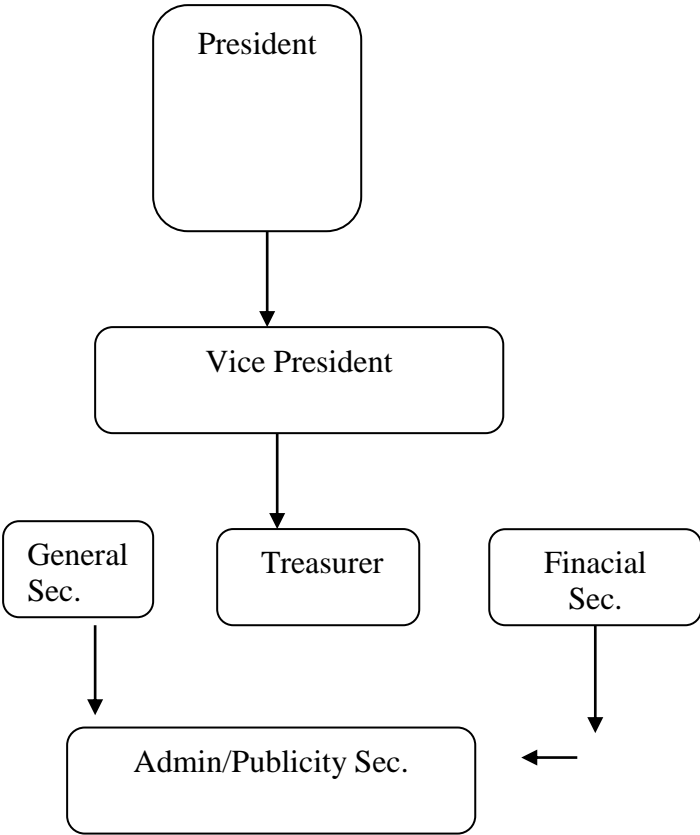 President
Vice President
General
Sec.
Treasurer
Finacial
Sec.
Admin/Publicity Sec.